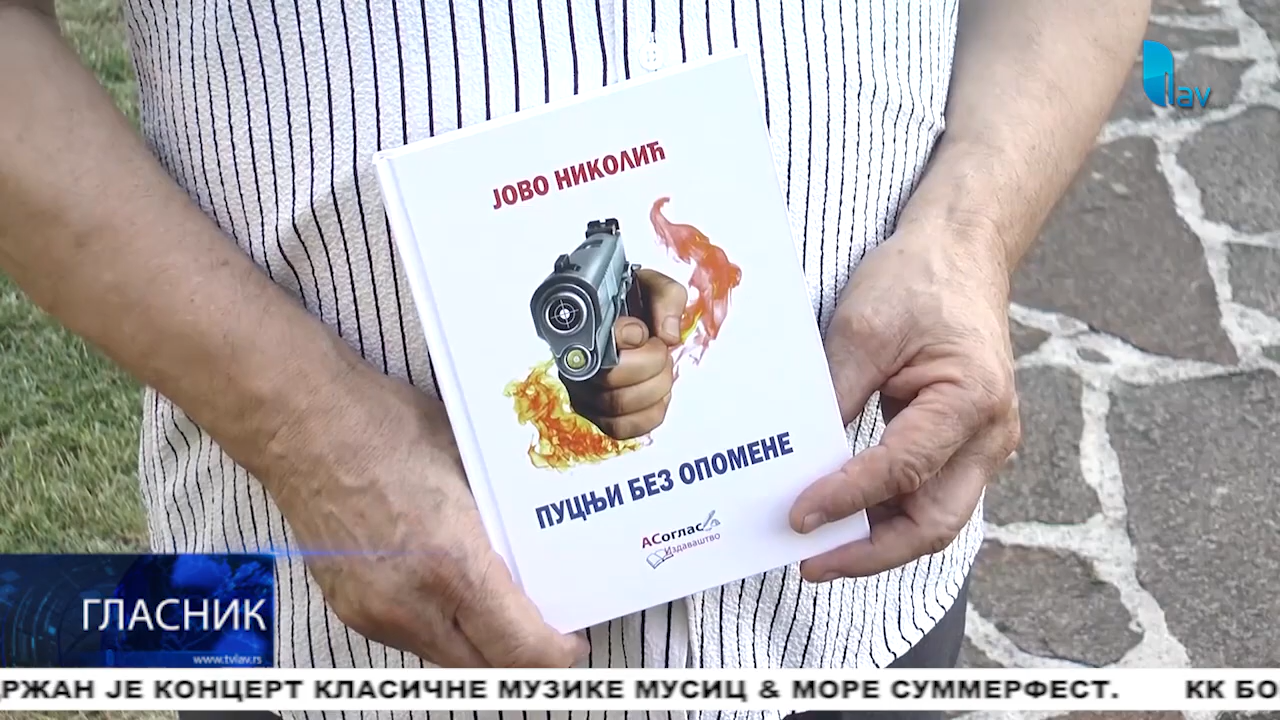 lav
ЈОВО НИКОЛИЋ
ПУЦЊИ БЕЗ ОПОМЕНЕ
АСоглас
Издаваштво
ГЛАСНИК
www.tvlav.rs
ДРЖАН ЈЕ КОНЦЕРТ КЛАСИЧНЕ МУЗИКЕ МУСИЦ & МОРЕ СУММЕРФЕСТ. КК БО